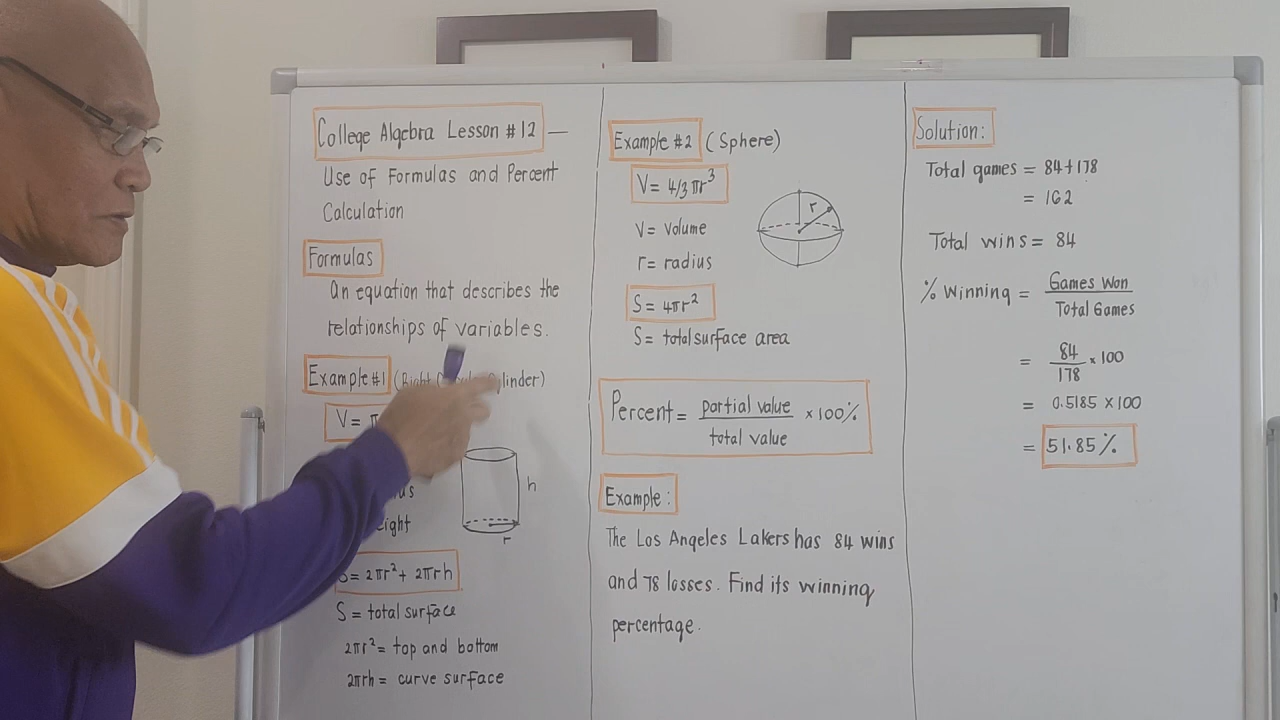 College Algebra Lesson #12 —
Use of Formulas and Percent
Calculation
Formulas
An equation that describes the
relationships of variables.
Example #1 (Right Cylinder)
V = π
h
r
S = 2πr² + 2πrh
S = total surface
2πr² = top and bottom
2πrh = curve surface
Example #2 (Sphere)
V = 4/3 πr³
r
V = volume
r = radius
S = 4πr²
S = total surface area
Percent = partial value × 100%
total value
Example:
The Los Angeles Lakers has 84 wins
and 78 losses. Find its winning
percentage.
Solution:
Total games = 84+178
= 162
Total wins = 84
% Winning = Games Won
Total Games
= 84 × 100
178
= 0.5185 × 100
= 51.85 %